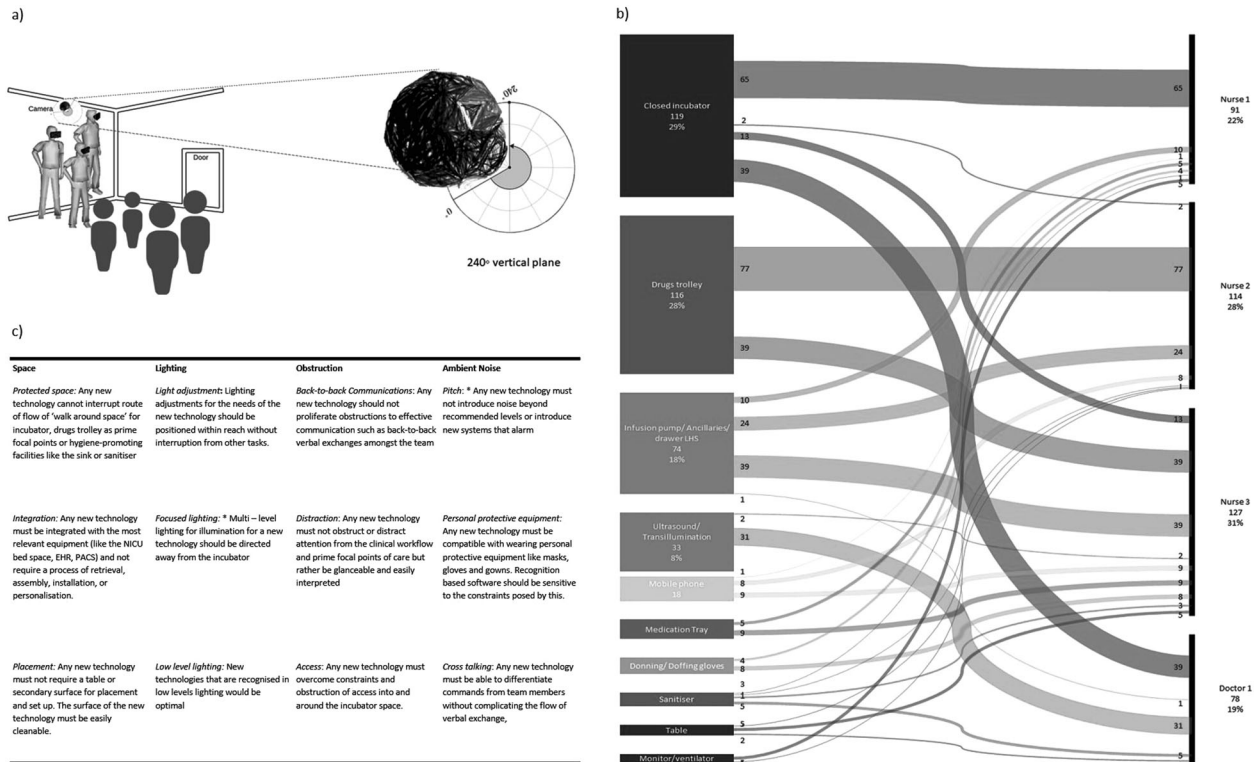 a)
Camera
Door
240°
0°
240° vertical plane
c)
Space
Protected space: Any new
technology cannot interrupt route
of flow of ‘walk around space’ for
incubator, drugs trolley as prime
focal points or hygiene-promoting
facilities like the sink or sanitiser
Integration: Any new technology
must be integrated with the most
relevant equipment (like the NICU
bed space, EHR, PACS) and not
require a process of retrieval,
assembly, installation, or
personalisation.
Placement: Any new technology
must not require a table or
secondary surface for placement
and set up. The surface of the new
technology must be easily
cleanable.
Lighting
Light adjustment: Lighting
adjustments for the needs of the
new technology should be
positioned within reach without
interruption from other tasks.
Focused lighting: * Multi – level
lighting for illumination for a new
technology should be directed
away from the incubator
Low level lighting: New
technologies that are recognised in
low levels lighting would be
optimal
Obstruction
Back-to-back Communications: Any
new technology should not
proliferate obstructions to effective
communication such as back-to-back
verbal exchanges amongst the team
Distraction: Any new technology
must not obstruct or distract
attention from the clinical workflow
and prime focal points of care but
rather be glanceable and easily
interpreted
Access: Any new technology must
overcome constraints and
obstruction of access into and
around the incubator space.
Ambient Noise
Pitch: * Any new technology must
not introduce noise beyond
recommended levels or introduce
new systems that alarm
Personal protective equipment:
Any new technology must be
compatible with wearing personal
protective equipment like masks,
gloves and gowns. Recognition
based software should be sensitive
to the constraints posed by this.
Cross talking: Any new technology
must be able to differentiate
commands from team members
without complicating the flow of
verbal exchange,
b)
Closed incubator
119
29%
Drugs trolley
116
28%
Infusion pump/ Ancillaries/
drawer LHS
74
18%
Ultrasound/
Transillumination
33
8%
Mobile phone
18
Medication Tray
Donning/ Doffing gloves
Sanitiser
Table
Monitor/ventilator
65
2
13
39
77
39
10
24
39
1
2
31
1
8
9
5
9
4
8
3
1
5
5
2
65
10
1
5
4
1
5
2
77
24
8
1
13
39
39
2
9
9
8
3
5
39
1
31
5
Nurse 1
91
22%
Nurse 2
114
28%
Nurse 3
127
31%
Doctor 1
78
19%